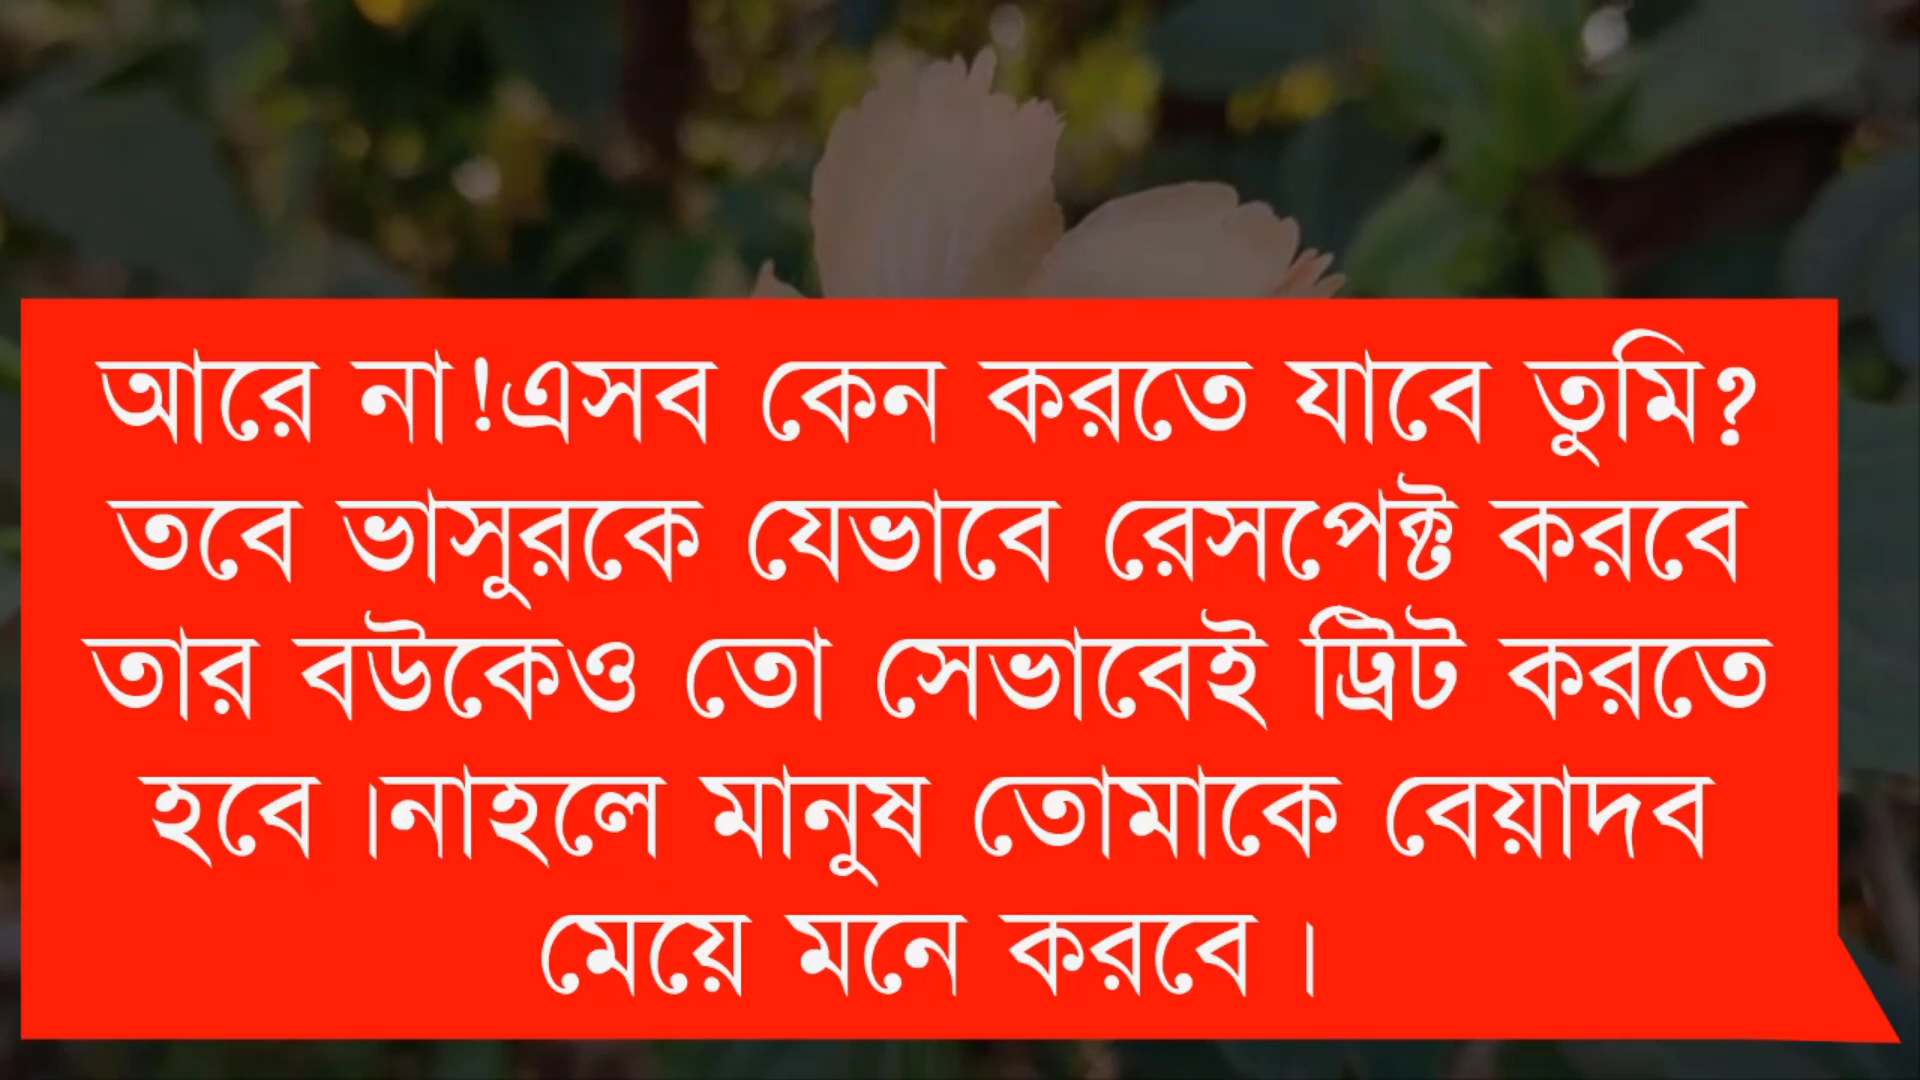 আরে না!এসব কেন করতে যাবে তুমি?
তবে ভাসুরকে যেভাবে রেসপেক্ট করবে
তার বউকেও তো সেভাবেই ট্রিট করতে
হবে।নাহলে মানুষ তোমাকে বেয়াদব
মেয়ে মনে করবে।